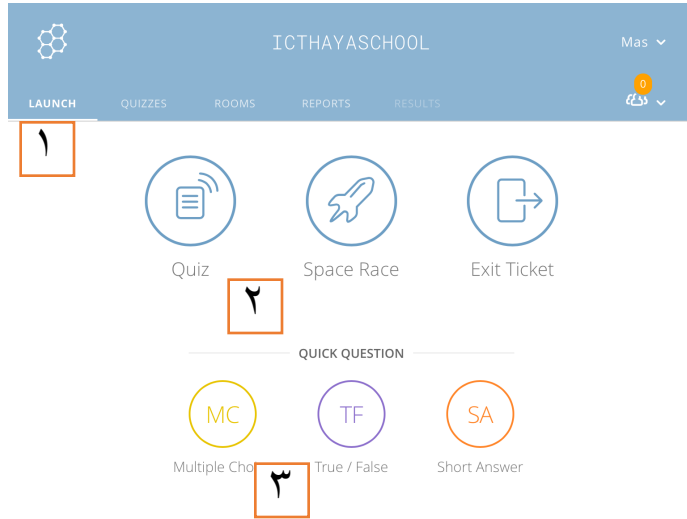 ICTHAYASCHOOL
Mas
0
LAUNCH QUIZZES ROOMS REPORTS RESULTS
١
Quiz Space Race Exit Ticket
٢
QUICK QUESTION
MC TF SA
Multiple Cho True / False Short Answer
٣